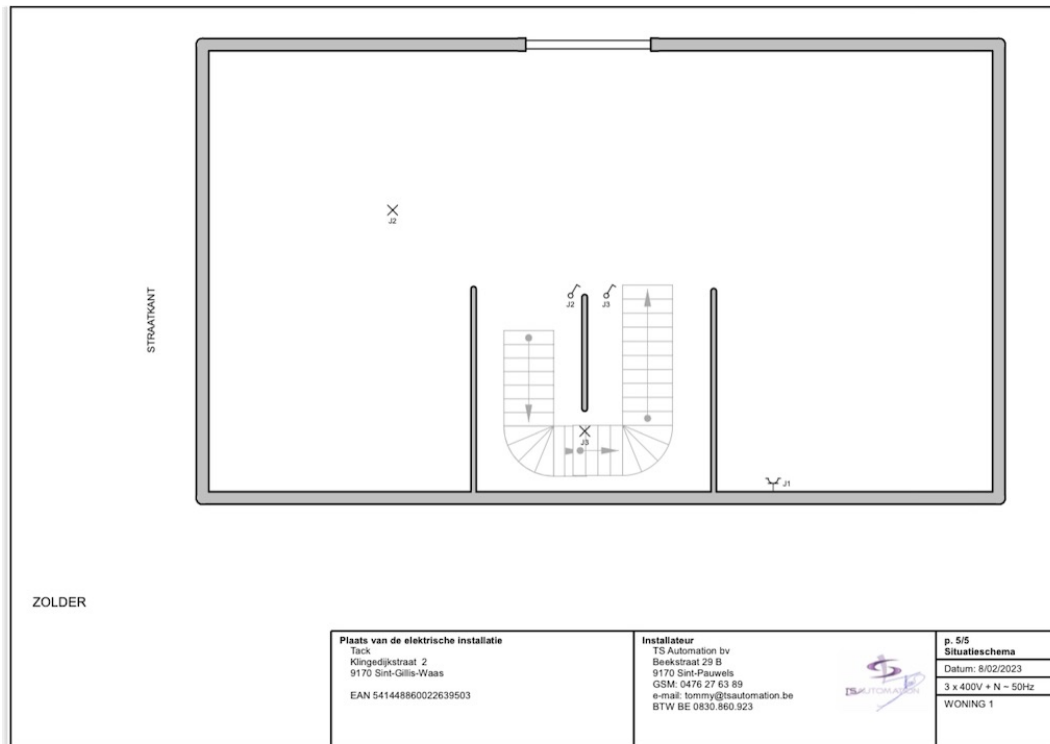 J2
STRAATKANT
J2
J3
J3
J1
ZOLDER
Plaats van de elektrische installatie
Tack
Klingedijkstraat 2
9170 Sint-Gillis-Waas
EAN 541448860022639503
Installateur
TS Automation bv
Beekstraat 29 B
9170 Sint-Pauwels
GSM: 0476 27 63 89
e-mail: tommy@tsautomation.be
BTW BE 0830.860.923
TS AUTOMATION
p. 5/5
Situatieschema
Datum: 8/02/2023
3 x 400V + N ~ 50Hz
WONING 1